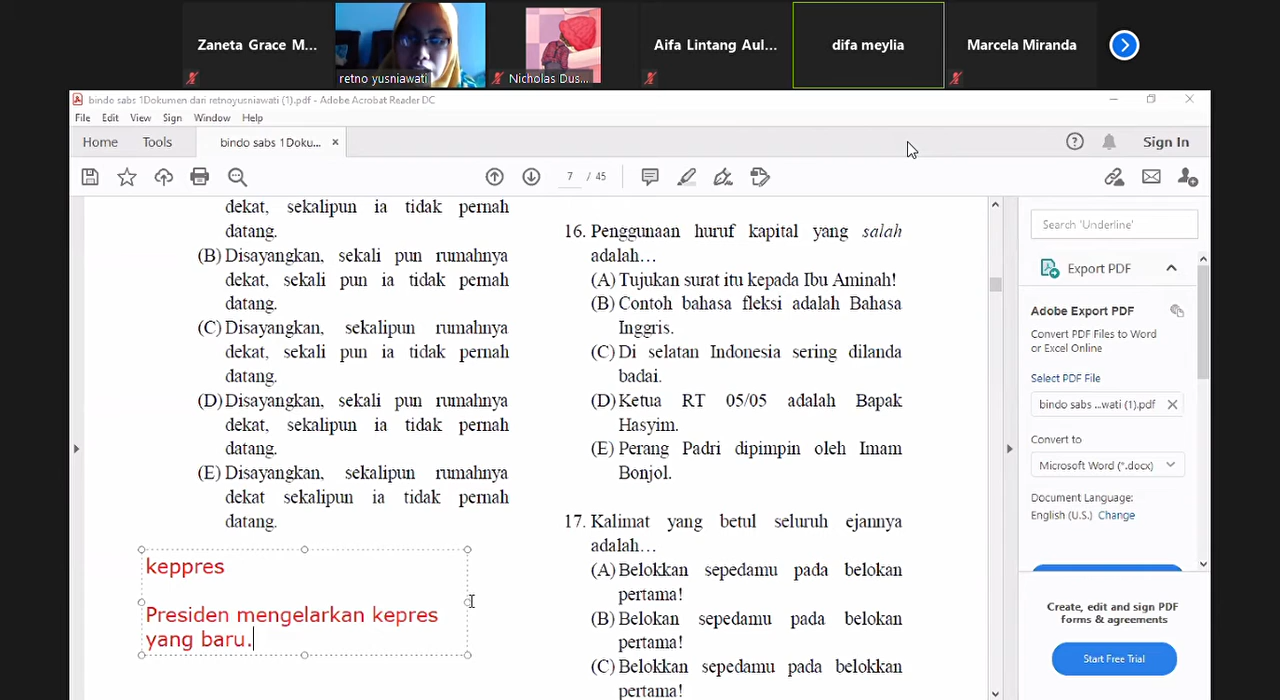 Zaneta Grace M...
retno yusniawati
Nicholas Dus...
Aifa Lintang Aul...
difa meylia
Marcela Miranda
bindo sabs 1Dokumen dari retnoyusniawati (1).pdf - Adobe Acrobat Reader DC
File Edit View Sign Window Help
Home Tools bindo sabs 1Doku... × Sign In
7 / 45
dekat, sekalipun ia tidak pernah
datang.
(B) Disayangkan, sekali pun rumahnya
dekat, sekalipun ia tidak pernah
datang.
(C) Disayangkan, sekalipun rumahnya
dekat, sekali pun ia tidak pernah
datang.
(D) Disayangkan, sekali pun rumahnya
dekat, sekalipun ia tidak pernah
datang.
(E) Disayangkan, sekalipun rumahnya
dekat sekalipun ia tidak pernah
datang.
keppres
Presiden mengelarkan kepres
yang baru.
16. Penggunaan huruf kapital yang salah
adalah…
(A) Tujukan surat itu kepada Ibu Aminah!
(B) Contoh bahasa fleksi adalah Bahasa
Inggris.
(C) Di selatan Indonesia sering dilanda
badai.
(D) Ketua RT 05/05 adalah Bapak
Hasyim.
(E) Perang Padri dipimpin oleh Imam
Bonjol.
17. Kalimat yang betul seluruh ejannya
adalah…
(A) Belokkan sepedamu pada belokan
pertama!
(B) Belokan sepedamu pada belokan
pertama!
(C) Belokkan sepedamu pada belokkan
pertama!
Search 'Underline'
Export PDF
Adobe Export PDF
Convert PDF Files to Word
or Excel Online
Select PDF File
bindo sabs ...wati (1).pdf ×
Convert to
Microsoft Word (*.docx)
Document Language:
English (U.S.) Change
Create, edit and sign PDF
forms & agreements
Start Free Trial